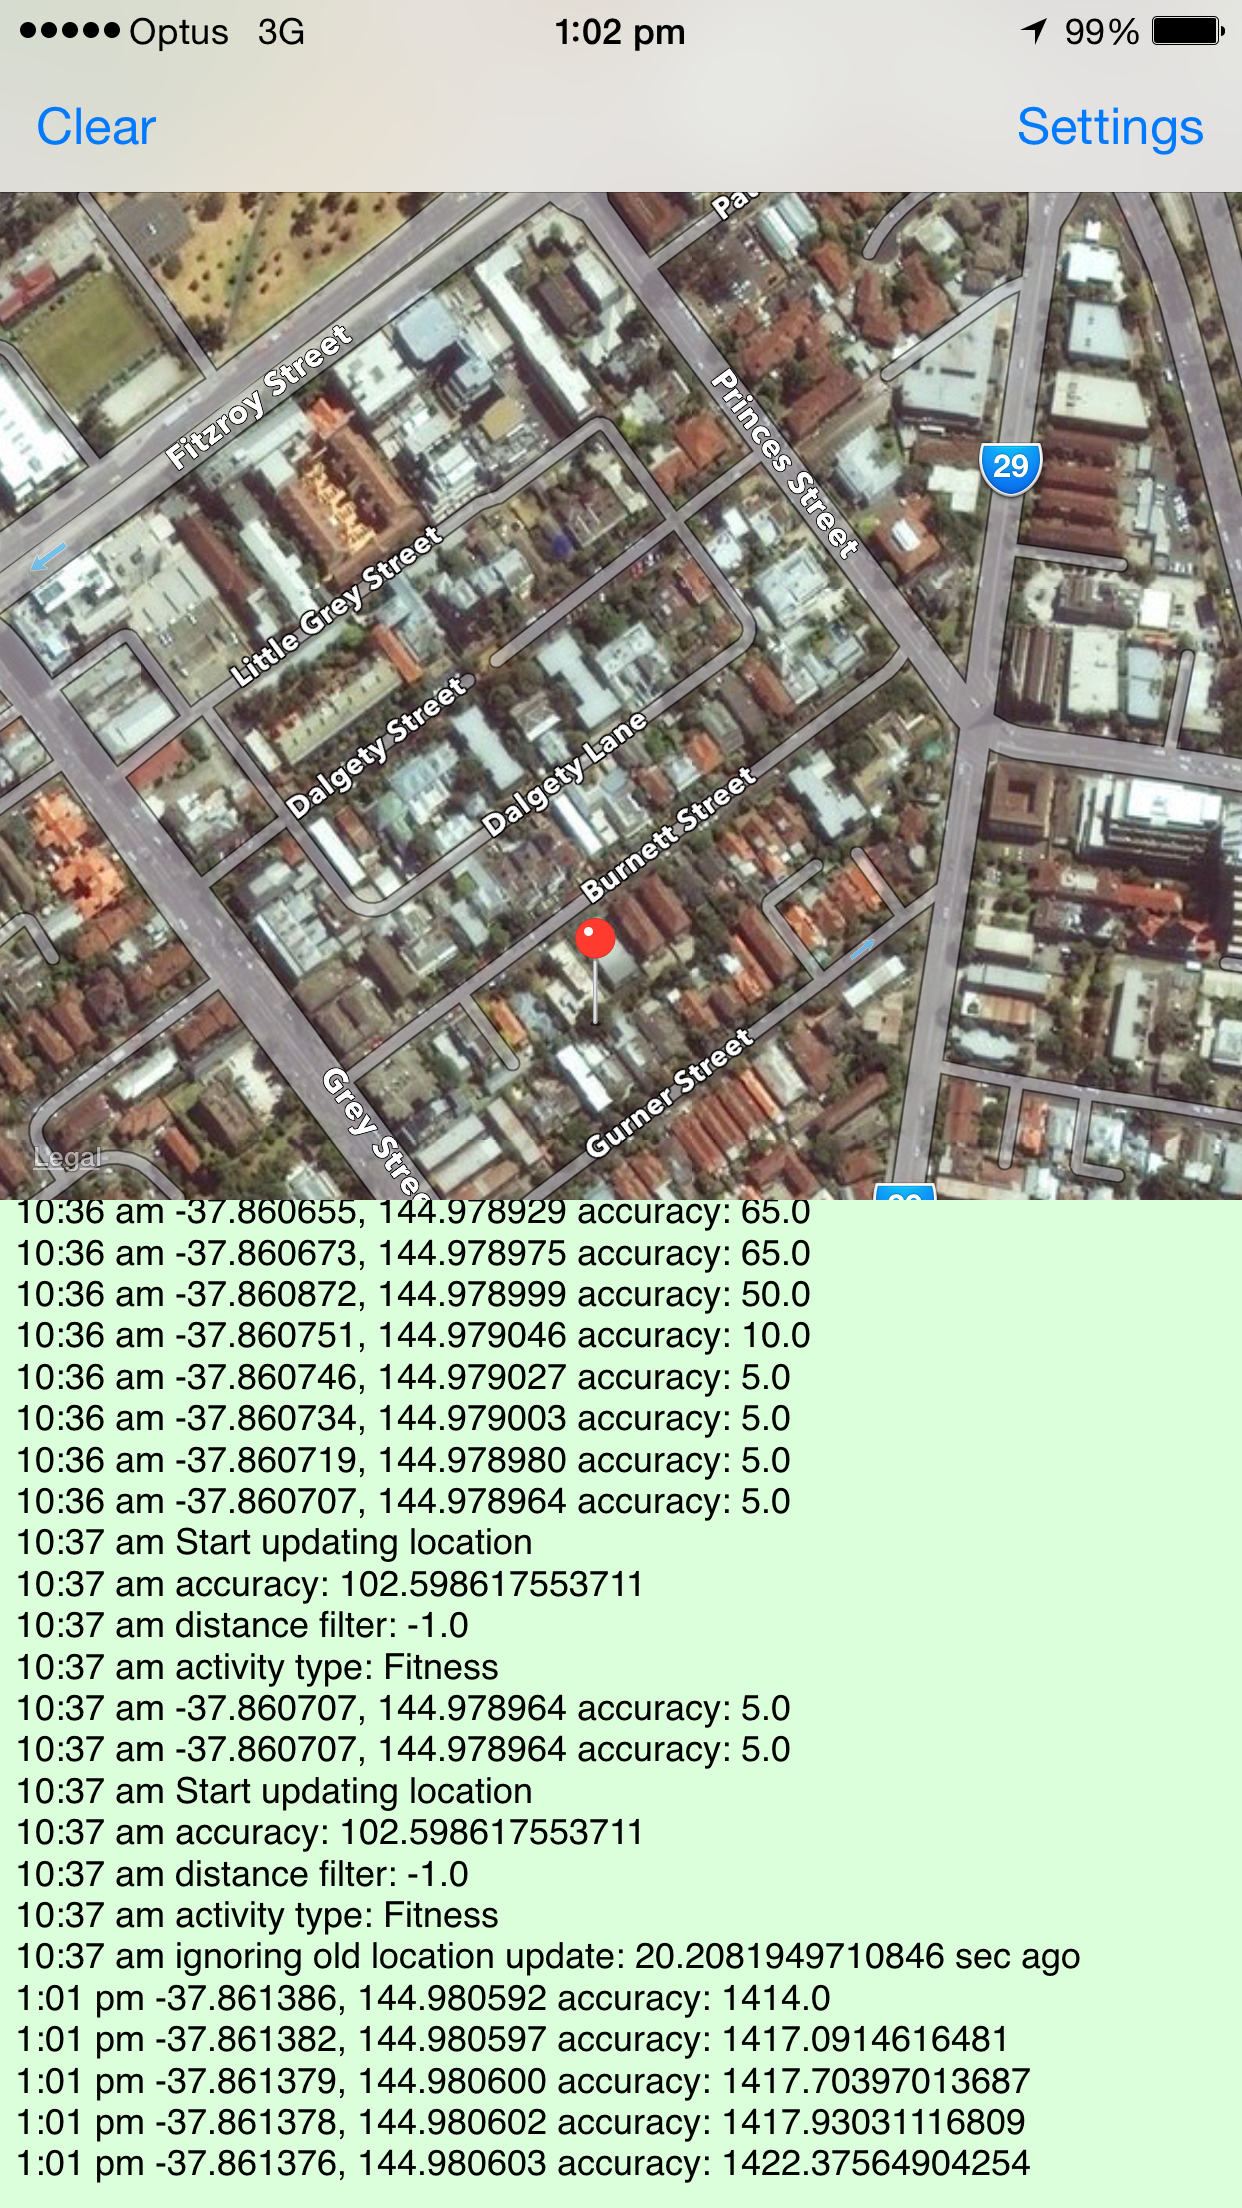 Optus 3G 1:02 pm 99%
Clear Settings
Fitzroy Street
Princes Street
29
Little Grey Street
Dalgety Street
Dalgety Lane
Burnett Street
Gurner Street
Grey Stree
Legal
10:36 am -37.860655, 144.978929 accuracy: 65.0
10:36 am -37.860673, 144.978975 accuracy: 65.0
10:36 am -37.860872, 144.978999 accuracy: 50.0
10:36 am -37.860751, 144.979046 accuracy: 10.0
10:36 am -37.860746, 144.979027 accuracy: 5.0
10:36 am -37.860734, 144.979003 accuracy: 5.0
10:36 am -37.860719, 144.978980 accuracy: 5.0
10:36 am -37.860707, 144.978964 accuracy: 5.0
10:37 am Start updating location
10:37 am accuracy: 102.598617553711
10:37 am distance filter: -1.0
10:37 am activity type: Fitness
10:37 am -37.860707, 144.978964 accuracy: 5.0
10:37 am -37.860707, 144.978964 accuracy: 5.0
10:37 am Start updating location
10:37 am accuracy: 102.598617553711
10:37 am distance filter: -1.0
10:37 am activity type: Fitness
10:37 am ignoring old location update: 20.2081949710846 sec ago
1:01 pm -37.861386, 144.980592 accuracy: 1414.0
1:01 pm -37.861382, 144.980597 accuracy: 1417.0914616481
1:01 pm -37.861379, 144.980600 accuracy: 1417.70397013687
1:01 pm -37.861378, 144.980602 accuracy: 1417.93031116809
1:01 pm -37.861376, 144.980603 accuracy: 1422.37564904254